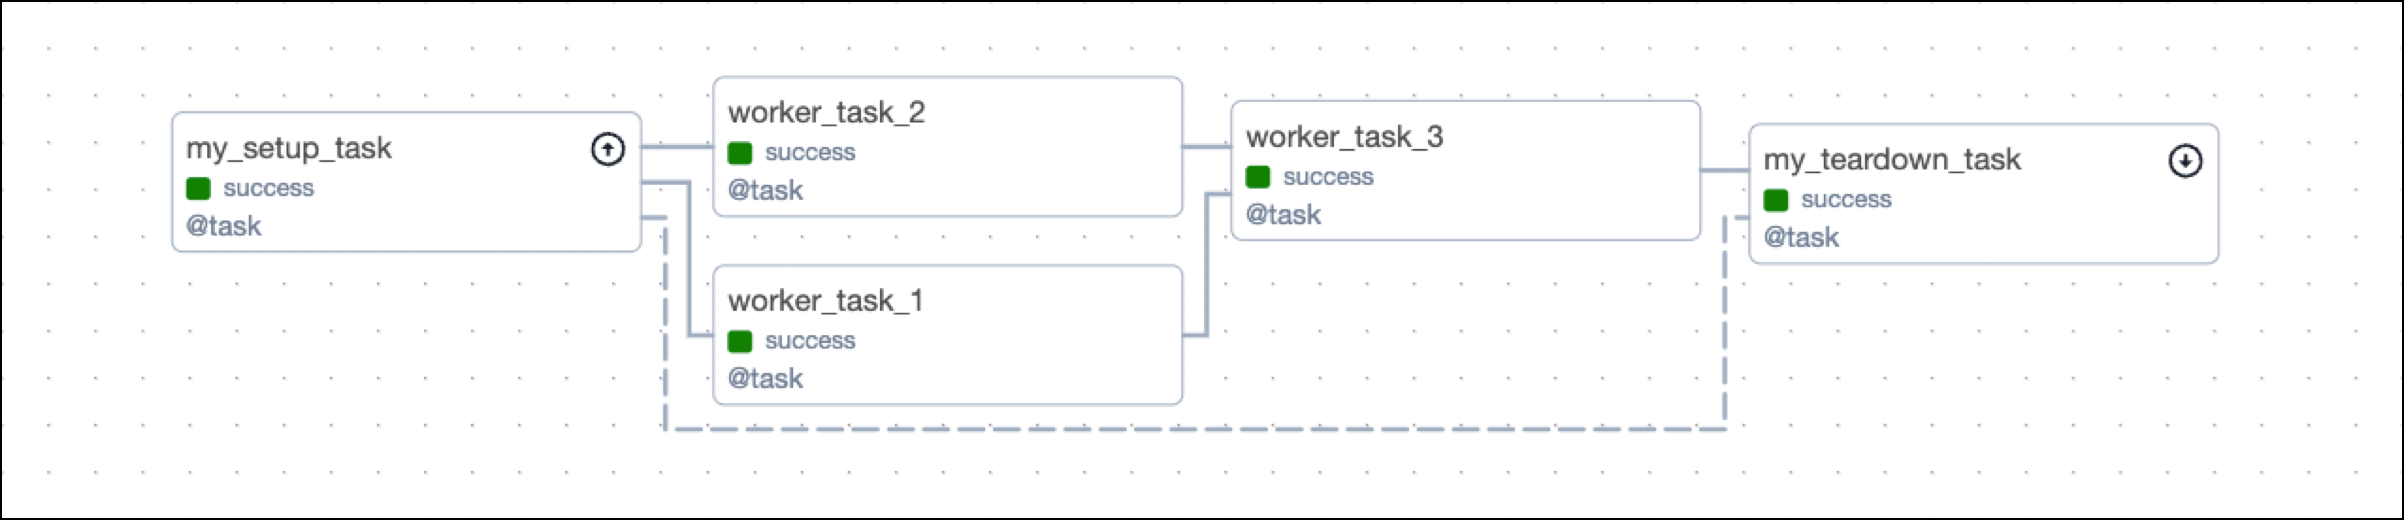 my_setup_task
success
@task
worker_task_2
success
@task
worker_task_1
success
@task
worker_task_3
success
@task
my_teardown_task
success
@task